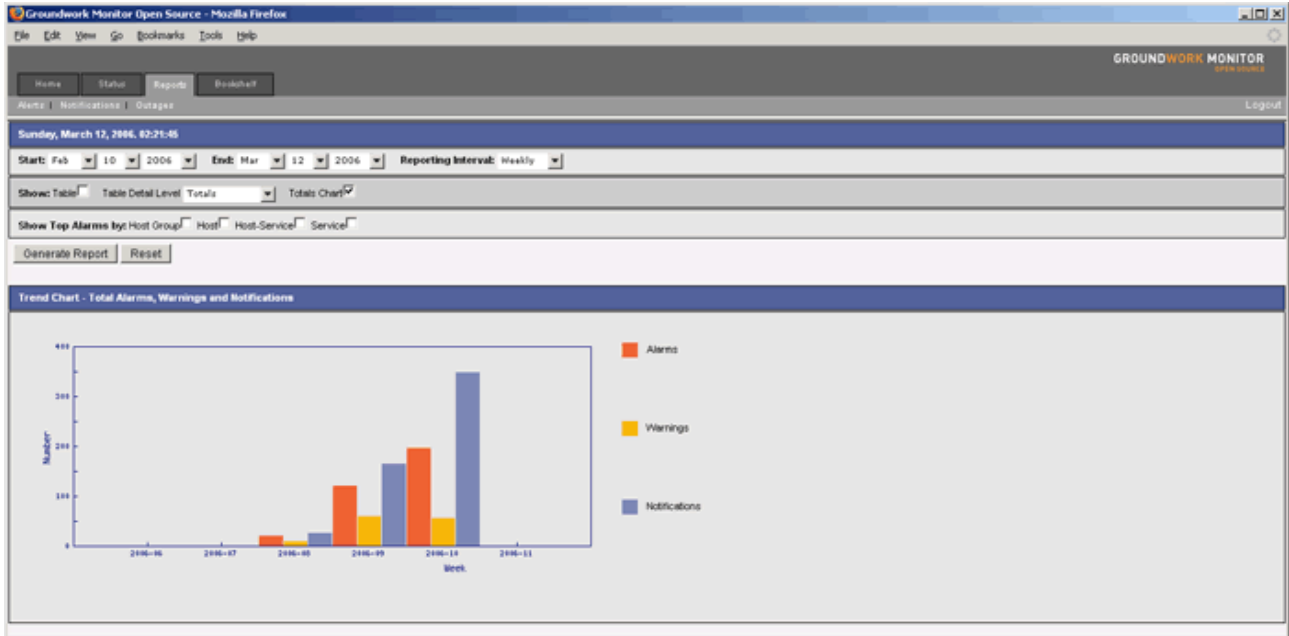 Groundwork Monitor Open Source - Mozilla Firefox
File Edit View Go Bookmarks Tools Help
GROUNDWORK MONITOR
OPEN SOURCE
Home Status Reports Bookshelf
Alerts | Notifications | Outages Logout
Sunday, March 12, 2006. 02:21:45
Start: Feb 10 2006 End: Mar 12 2006 Reporting Interval: Weekly
Show: Table Table Detail Level Totals Totals Chart
Show Top Alarms by: Host Group Host Host-Service Service
Generate Report Reset
Trend Chart - Total Alarms, Warnings and Notifications
400
300
200
100
0
Number
2006-06 2006-07 2006-08 2006-09 2006-10 2006-11
Week
Alarms
Warnings
Notifications